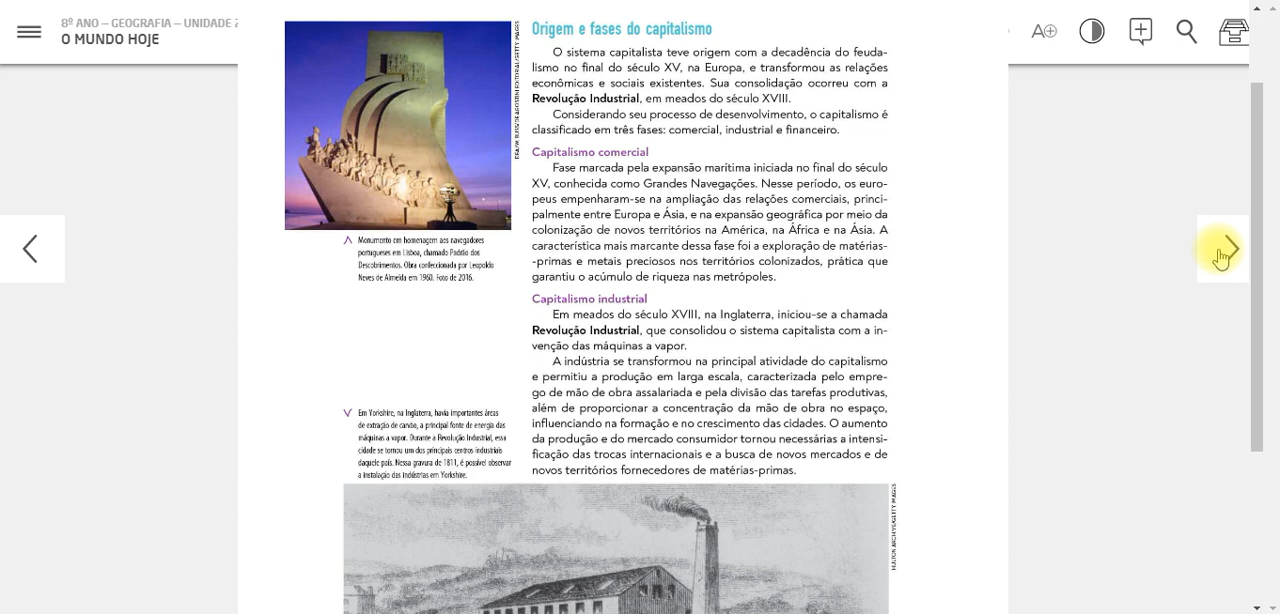 8º ANO – GEOGRAFIA – UNIDADE 2
O MUNDO HOJE
A
Origem e fases do capitalismo
O sistema capitalista teve origem com a decadência do feuda-
lismo no final do século XV, na Europa, e transformou as relações
econômicas e sociais existentes. Sua consolidação ocorreu com a
Revolução Industrial, em meados do século XVIII.
Considerando seu processo de desenvolvimento, o capitalismo é
classificado em três fases: comercial, industrial e financeiro.
Capitalismo comercial
Fase marcada pela expansão marítima iniciada no final do século
XV, conhecida como Grandes Navegações. Nesse período, os euro-
peus empenharam-se na ampliação das relações comerciais, princi-
palmente entre Europa e Ásia, e na expansão geográfica por meio da
colonização de novos territórios na América, na África e na Ásia. A
característica mais marcante dessa fase foi a exploração de matérias-
-primas e metais preciosos nos territórios colonizados, prática que
garantiu o acúmulo de riqueza nas metrópoles.
Capitalismo industrial
Em meados do século XVIII, na Inglaterra, iniciou-se a chamada
Revolução Industrial, que consolidou o sistema capitalista com a in-
venção das máquinas a vapor.
A indústria se transformou na principal atividade do capitalismo
e permitiu a produção em larga escala, caracterizada pelo empre-
go de mão de obra assalariada e pela divisão das tarefas produtivas,
além de proporcionar a concentração da mão de obra no espaço,
influenciando na formação e no crescimento das cidades. O aumento
da produção e do mercado consumidor tornou necessárias a intensi-
ficação das trocas internacionais e a busca de novos mercados e de
novos territórios fornecedores de matérias-primas.
Monumento em homenagem aos navegadores
portugueses em Lisboa, chamado Padrão dos
Descobrimentos. Obra confeccionada por Leopoldo
Neves de Almeida em 1960. Foto de 2016.
Em Yorkshire, na Inglaterra, havia importantes áreas
de extração de carvão, a principal fonte de energia das
máquinas a vapor. Durante a Revolução Industrial, essa
cidade se tornou um dos principais centros industriais
daquele país. Nessa gravura de 1811, é possível observar
a instalação das indústrias em Yorkshire.
HULTON ARCHIVE/GETTY IMAGES